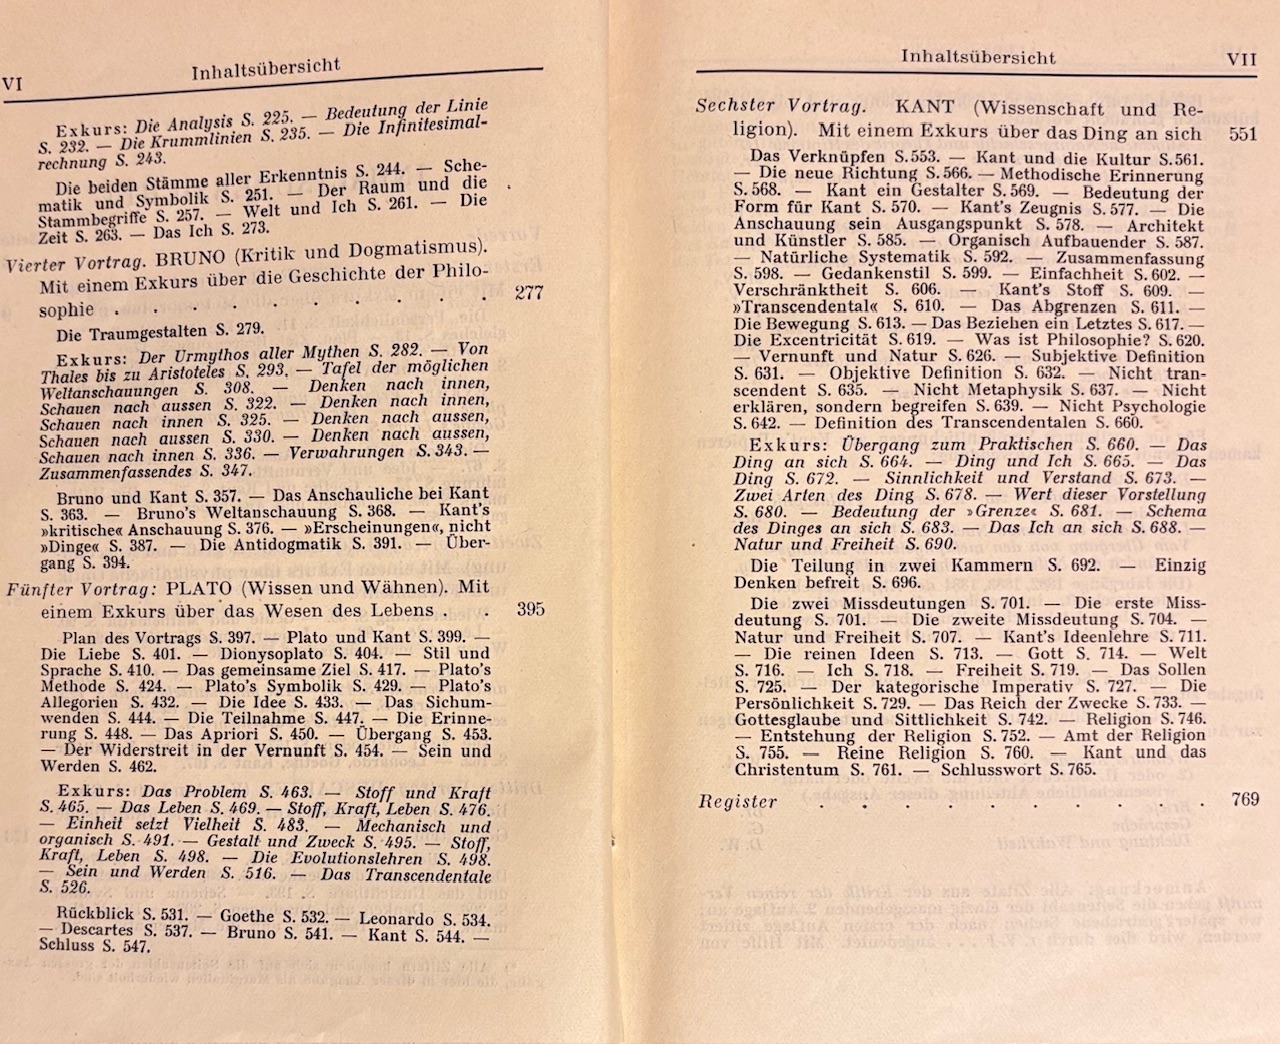 VI
Inhaltsübersicht
Exkurs: Die Analysis S. 225. — Bedeutung der Linie
S. 232. — Die Krummlinien S. 235. — Die Infinitesimal-
rechnung S. 243.
Die beiden Stämme aller Erkenntnis S. 244. — Sche-
matik und Symbolik S. 251. — Der Raum und die
Stammbegriffe S. 257. — Welt und Ich S. 261. — Die
Zeit S. 263. — Das Ich S. 273.
Vierter Vortrag. BRUNO (Kritik und Dogmatismus).
Mit einem Exkurs über die Geschichte der Philo-
sophie . . . . . . . . . 277
Die Traumgestalten S. 279.
Exkurs: Der Urmythos aller Mythen S. 282. — Von
Thales bis zu Aristoteles S. 293. — Tafel der möglichen
Weltanschauungen S. 308. — Denken nach innen,
Schauen nach aussen S. 322. — Denken nach innen,
Schauen nach innen S. 325. — Denken nach aussen,
Schauen nach aussen S. 330. — Denken nach aussen,
Schauen nach innen S. 336. — Verwahrungen S. 343. —
Zusammenfassendes S. 347.
Bruno und Kant S. 357. — Das Anschauliche bei Kant
S. 363. — Bruno's Weltanschauung S. 368. — Kant's
»kritische« Anschauung S. 376. — »Erscheinungen«, nicht
»Dinge« S. 387. — Die Antidogmatik S. 391. — Über-
gang S. 394.
Fünfter Vortrag: PLATO (Wissen und Wähnen). Mit
einem Exkurs über das Wesen des Lebens . . 395
Plan des Vortrags S. 397. — Plato und Kant S. 399. —
Die Liebe S. 401. — Dionysoplato S. 404. — Stil und
Sprache S. 410. — Das gemeinsame Ziel S. 417. — Plato's
Methode S. 424. — Plato's Symbolik S. 429. — Plato's
Allegorien S. 432. — Die Idee S. 433. — Das Sichum-
wenden S. 444. — Die Teilnahme S. 447. — Die Erinne-
rung S. 448. — Das Apriori S. 450. — Übergang S. 453.
— Der Widerstreit in der Vernunft S. 454. — Sein und
Werden S. 462.
Exkurs: Das Problem S. 463. — Stoff und Kraft
S. 465. — Das Leben S. 469. — Stoff, Kraft, Leben S. 476.
— Einheit setzt Vielheit S. 483. — Mechanisch und
organisch S. 491. — Gestalt und Zweck S. 495. — Stoff,
Kraft, Leben S. 498. — Die Evolutionslehren S. 498.
— Sein und Werden S. 516. — Das Transcendentale
S. 526.
Rückblick S. 531. — Goethe S. 532. — Leonardo S. 534.
— Descartes S. 537. — Bruno S. 541. — Kant S. 544. —
Schluss S. 547.
Inhaltsübersicht
VII
Sechster Vortrag. KANT (Wissenschaft und Re-
ligion). Mit einem Exkurs über das Ding an sich 551
Das Verknüpfen S. 553. — Kant und die Kultur S. 561.
— Die neue Richtung S. 566. — Methodische Erinnerung
S. 568. — Kant ein Gestalter S. 569. — Bedeutung der
Form für Kant S. 570. — Kant's Zeugnis S. 577. — Die
Anschauung sein Ausgangspunkt S. 578. — Architekt
und Künstler S. 585. — Organisch Aufbauender S. 587.
— Natürliche Systematik S. 592. — Zusammenfassung
S. 598. — Gedankenstil S. 599. — Einfachheit S. 602. —
Verschränktheit S. 606. — Kant's Stoff S. 609. —
»Transcendental« S. 610. — Das Abgrenzen S. 611. —
Die Bewegung S. 613. — Das Beziehen ein Letztes S. 617. —
Die Excentricität S. 619. — Was ist Philosophie? S. 620.
— Vernunft und Natur S. 626. — Subjektive Definition
S. 631. — Objektive Definition S. 632. — Nicht tran-
scendent S. 635. — Nicht Metaphysik S. 637. — Nicht
erklären, sondern begreifen S. 639. — Nicht Psychologie
S. 642. — Definition des Transcendentalen S. 660.
Exkurs: Übergang zum Praktischen S. 660. — Das
Ding an sich S. 664. — Ding und Ich S. 665. — Das
Ding S. 672. — Sinnlichkeit und Verstand S. 673. —
Zwei Arten des Ding S. 678. — Wert dieser Vorstellung
S. 680. — Bedeutung der »Grenze« S. 681. — Schema
des Dinges an sich S. 683. — Das Ich an sich S. 688. —
Natur und Freiheit S. 690.
Die Teilung in zwei Kammern S. 692. — Einzig
Denken befreit S. 696.
Die zwei Missdeutungen S. 701. — Die erste Miss-
deutung S. 701. — Die zweite Missdeutung S. 704. —
Natur und Freiheit S. 707. — Kant's Ideenlehre S. 711.
— Die reinen Ideen S. 713. — Gott S. 714. — Welt
S. 716. — Ich S. 718. — Freiheit S. 719. — Das Sollen
S. 725. — Der kategorische Imperativ S. 727. — Die
Persönlichkeit S. 729. — Das Reich der Zwecke S. 733. —
Gottesglaube und Sittlichkeit S. 742. — Religion S. 746.
— Entstehung der Religion S. 752. — Amt der Religion
S. 755. — Reine Religion S. 760. — Kant und das
Christentum S. 761. — Schlusswort S. 765.
Register . . . . . . . . . . 769